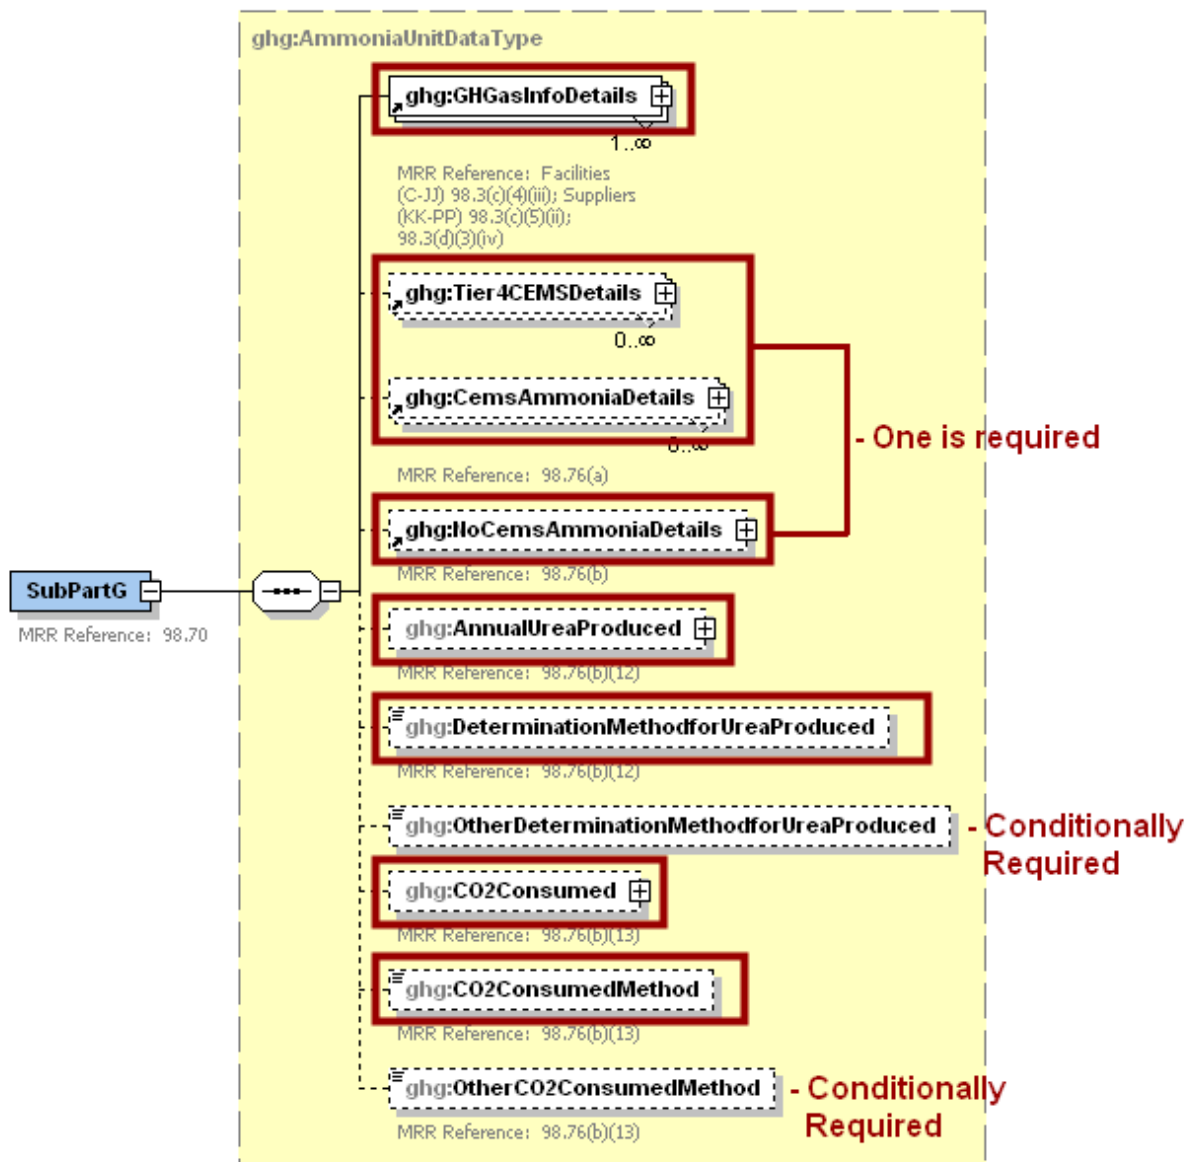 ghg:AmmoniaUnitDataType
ghg:GHGasInfoDetails
1..∞
MRR Reference: Facilities
(C-JJ) 98.3(c)(4)(iii); Suppliers
(KK-PP) 98.3(c)(5)(ii);
98.3(d)(3)(iv)
ghg:Tier4CEMSDetails
0..∞
ghg:CemsAmmoniaDetails
0..∞
- One is required
MRR Reference: 98.76(a)
ghg:NoCemsAmmoniaDetails
MRR Reference: 98.76(b)
SubPartG
MRR Reference: 98.70
ghg:AnnualUreaProduced
MRR Reference: 98.76(b)(12)
ghg:DeterminationMethodforUreaProduced
MRR Reference: 98.76(b)(12)
ghg:OtherDeterminationMethodforUreaProduced
- Conditionally
Required
ghg:CO2Consumed
MRR Reference: 98.76(b)(13)
ghg:CO2ConsumedMethod
MRR Reference: 98.76(b)(13)
ghg:OtherCO2ConsumedMethod
- Conditionally
Required
MRR Reference: 98.76(b)(13)